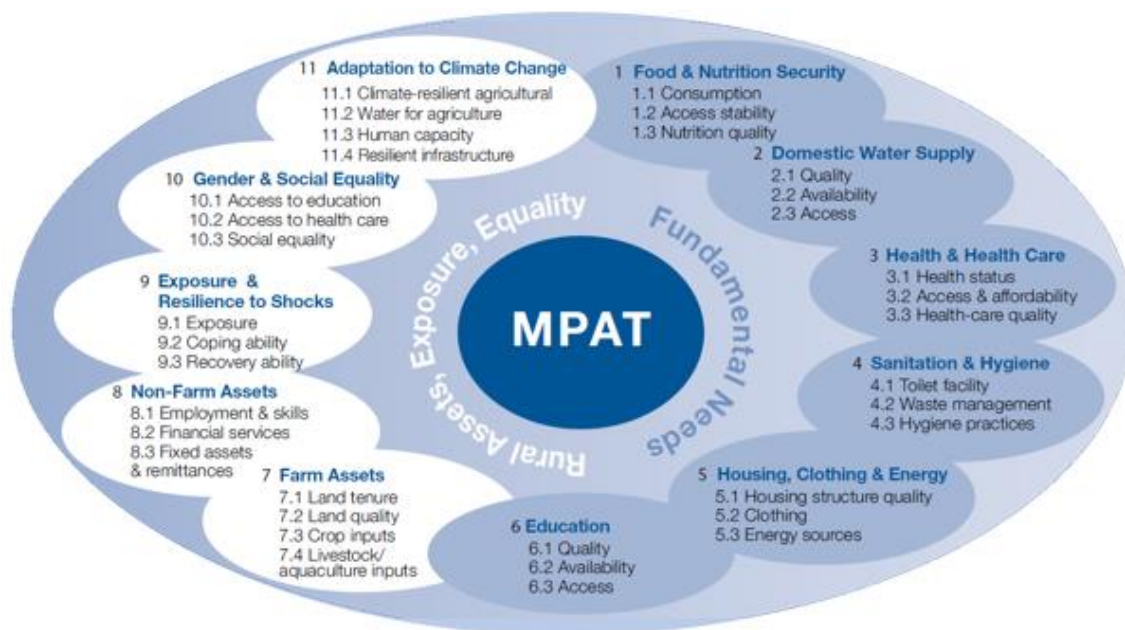 11 Adaptation to Climate Change
11.1 Climate-resilient agricultural
11.2 Water for agriculture
11.3 Human capacity
11.4 Resilient infrastructure
1 Food & Nutrition Security
1.1 Consumption
1.2 Access stability
1.3 Nutrition quality
2 Domestic Water Supply
2.1 Quality
2.2 Availability
2.3 Access
3 Health & Health Care
3.1 Health status
3.2 Access & affordability
3.3 Health-care quality
4 Sanitation & Hygiene
4.1 Toilet facility
4.2 Waste management
4.3 Hygiene practices
5 Housing, Clothing & Energy
5.1 Housing structure quality
5.2 Clothing
5.3 Energy sources
6 Education
6.1 Quality
6.2 Availability
6.3 Access
7 Farm Assets
7.1 Land tenure
7.2 Land quality
7.3 Crop inputs
7.4 Livestock/
aquaculture inputs
8 Non-Farm Assets
8.1 Employment & skills
8.2 Financial services
8.3 Fixed assets
& remittances
9 Exposure &
Resilience to Shocks
9.1 Exposure
9.2 Coping ability
9.3 Recovery ability
10 Gender & Social Equality
10.1 Access to education
10.2 Access to health care
10.3 Social equality
Rural Assets, Exposure, Equality
Fundamental Needs
MPAT